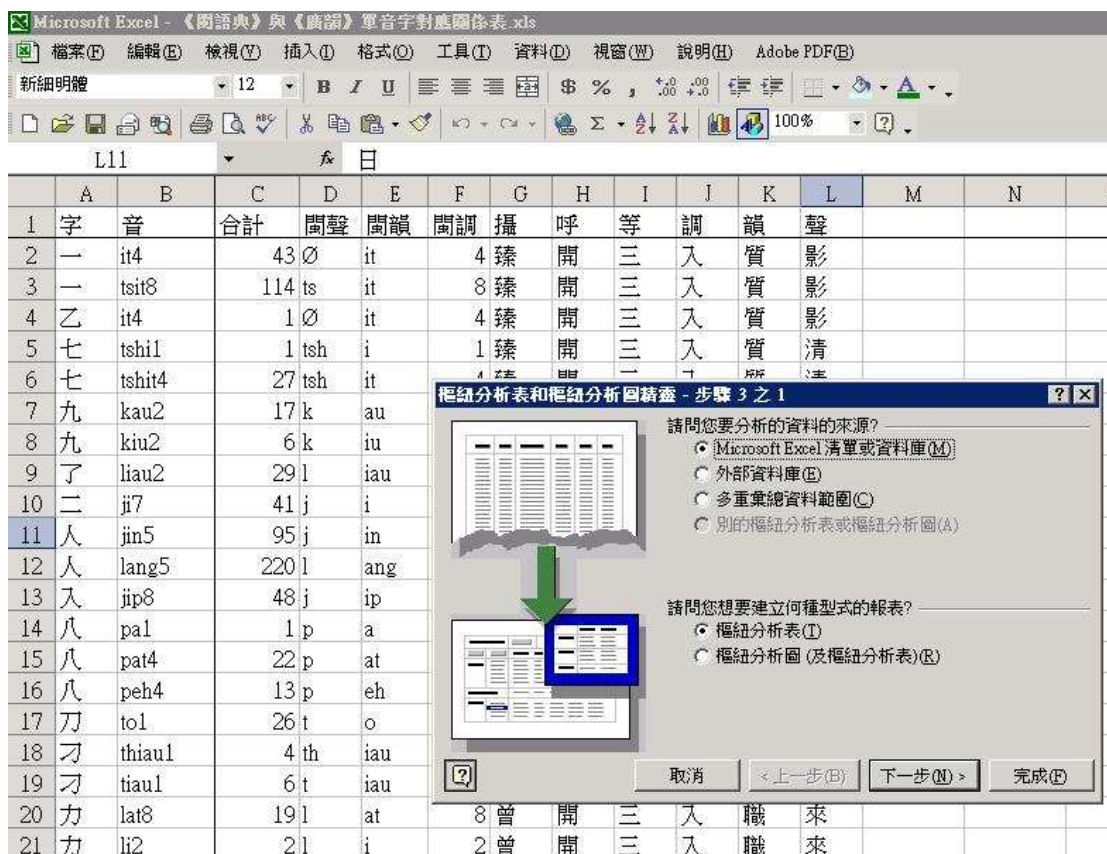 Microsoft Excel - 《閩語典》與《廣韻》單音字對應關係表.xls
檔案(F) 編輯(E) 檢視(V) 插入(I) 格式(O) 工具(T) 資料(D) 視窗(W) 說明(H) Adobe PDF(B)
新細明體 12 B I U $ % ,
100%
L11 fx 日
A B C D E F G H I J K L M N
1 字 音 合計 閩聲 閩韻 閩調 攝 呼 等 調 韻 聲
2 一 it4 43 Ø it 4 臻 開 三 入 質 影
3 一 tsit8 114 ts it 8 臻 開 三 入 質 影
4 乙 it4 1 Ø it 4 臻 開 三 入 質 影
5 七 tshi1 1 tsh i 1 臻 開 三 入 質 清
6 七 tshit4 27 tsh it 4 臻 開 三 入 質 清
7 九 kau2 17 k au
8 九 kiu2 6 k iu
9 了 liau2 29 l iau
10 二 ji7 41 j i
11 人 jin5 95 j in
12 人 lang5 220 l ang
13 入 jip8 48 j ip
14 八 pa1 1 p a
15 八 pat4 22 p at
16 八 peh4 13 p eh
17 刀 to1 26 t o
18 刁 thiau1 4 th iau
19 刁 tiau1 6 t iau
20 力 lat8 19 l at 8 曾 開 三 入 職 來
21 力 li2 2 l i 2 曾 開 三 入 職 來
樞紐分析表和樞紐分析圖精靈 - 步驟 3 之 1
請問您要分析的資料的來源?
Microsoft Excel 清單或資料庫(M)
外部資料庫(E)
多重彙總資料範圍(C)
別的樞紐分析表或樞紐分析圖(A)
請問您想要建立何種型式的報表?
樞紐分析表(T)
樞紐分析圖 (及樞紐分析表)(R)
取消 <上一步(B) 下一步(N) > 完成(F)